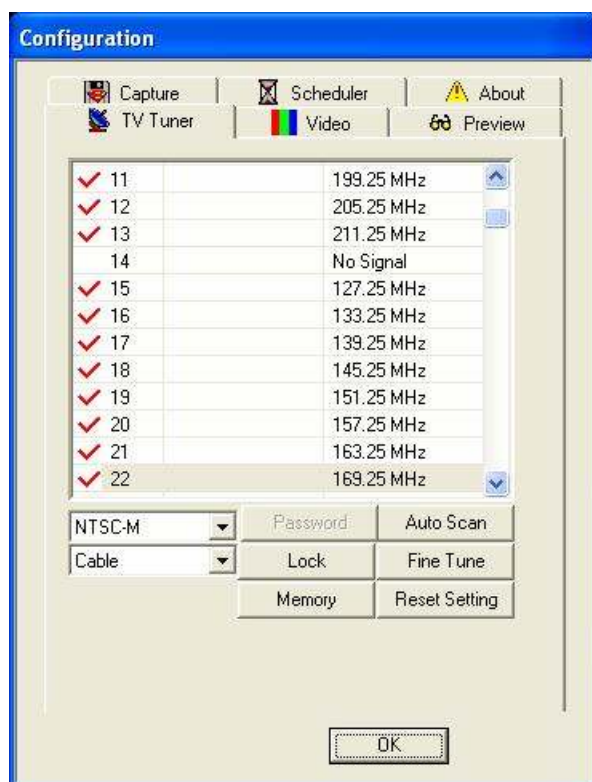 Configuration
Capture Scheduler About
TV Tuner Video Preview
11 199.25 MHz
12 205.25 MHz
13 211.25 MHz
14 No Signal
15 127.25 MHz
16 133.25 MHz
17 139.25 MHz
18 145.25 MHz
19 151.25 MHz
20 157.25 MHz
21 163.25 MHz
22 169.25 MHz
NTSC-M Password Auto Scan
Cable Lock Fine Tune
Memory Reset Setting
OK